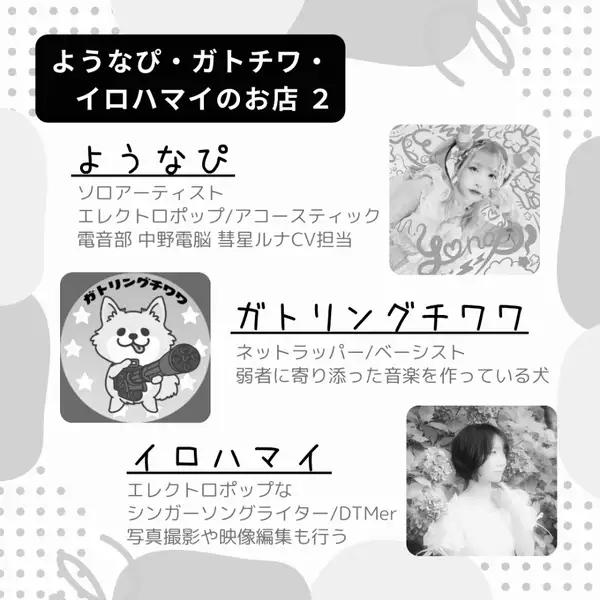 ようなぴ・ガトチワ・
イロハマイのお店 2
ようなぴ
ソロアーティスト
エレクトロポップ/アコースティック
電音部 中野電脳 彗星ルナCV担当
ガトリングチワワ
ガトリングチワワ
ネットラッパー/ベーシスト
弱者に寄り添った音楽を作っている犬
イロハマイ
エレクトロポップな
シンガーソングライター/DTMer
写真撮影や映像編集も行う